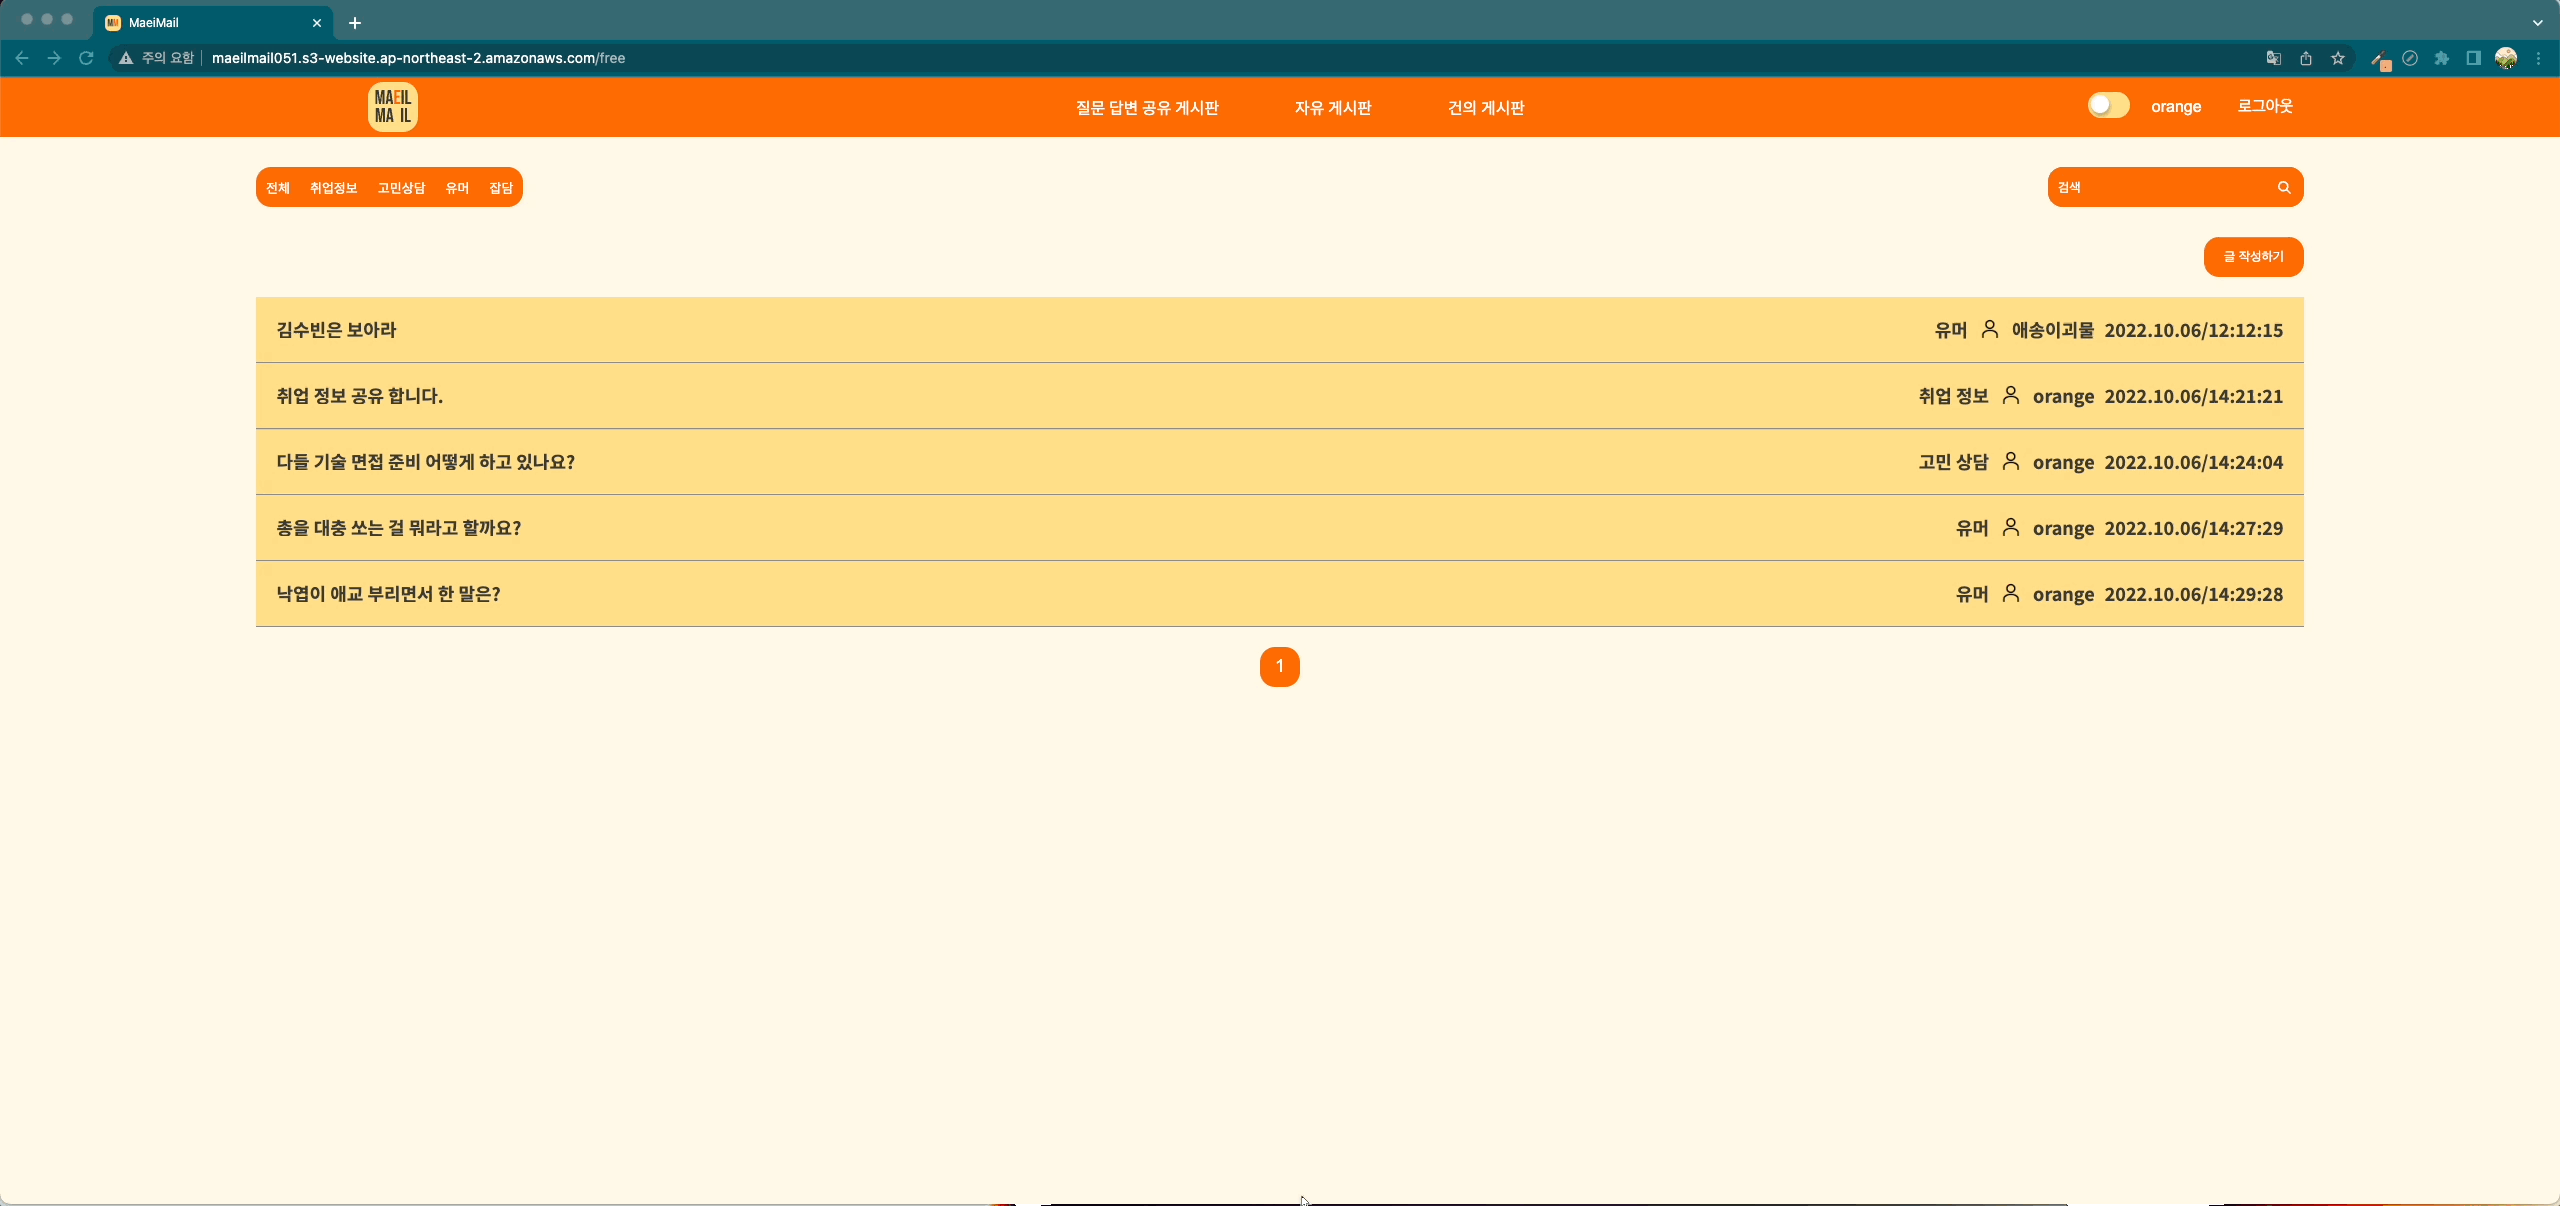 MaeiMail
주의 요함 maeilmail051.s3-website.ap-northeast-2.amazonaws.com/free
MAEIL
MA IL
질문 답변 공유 게시판 자유 게시판 건의 게시판 orange 로그아웃
전체 취업정보 고민상담 유머 잡담 검색
글 작성하기
김수빈은 보아라 유머 애송이괴물 2022.10.06/12:12:15
취업 정보 공유 합니다. 취업 정보 orange 2022.10.06/14:21:21
다들 기술 면접 준비 어떻게 하고 있나요? 고민 상담 orange 2022.10.06/14:24:04
총을 대충 쏘는 걸 뭐라고 할까요? 유머 orange 2022.10.06/14:27:29
낙엽이 애교 부리면서 한 말은? 유머 orange 2022.10.06/14:29:28
1